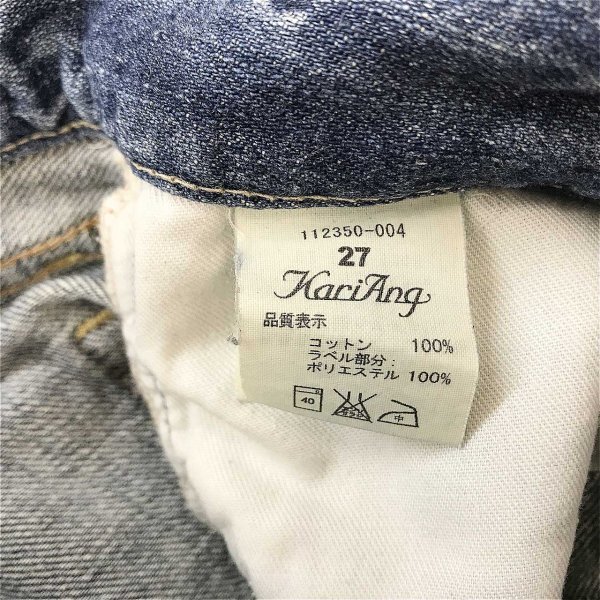 112350-004
27
KariAng
品質表示
コットン 100%
ラベル部分:
ポリエステル 100%
40
中